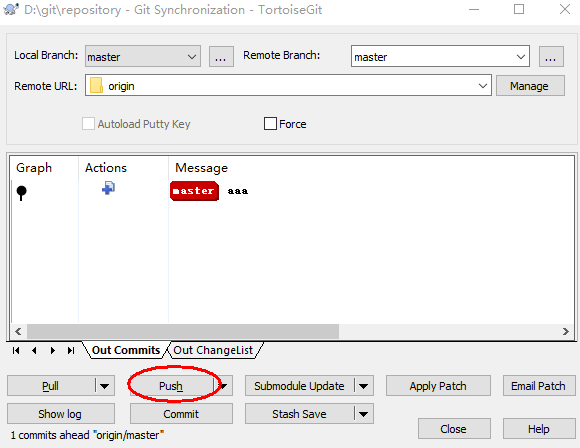 D:\git\repository - Git Synchronization - TortoiseGit
Local Branch: master ... Remote Branch: master ...
Remote URL: origin Manage
Autoload Putty Key Force
Graph Actions Message
master aaa
Out Commits Out ChangeList
Pull Push Submodule Update Apply Patch Email Patch
Show log Commit Stash Save Close Help
1 commits ahead "origin/master"